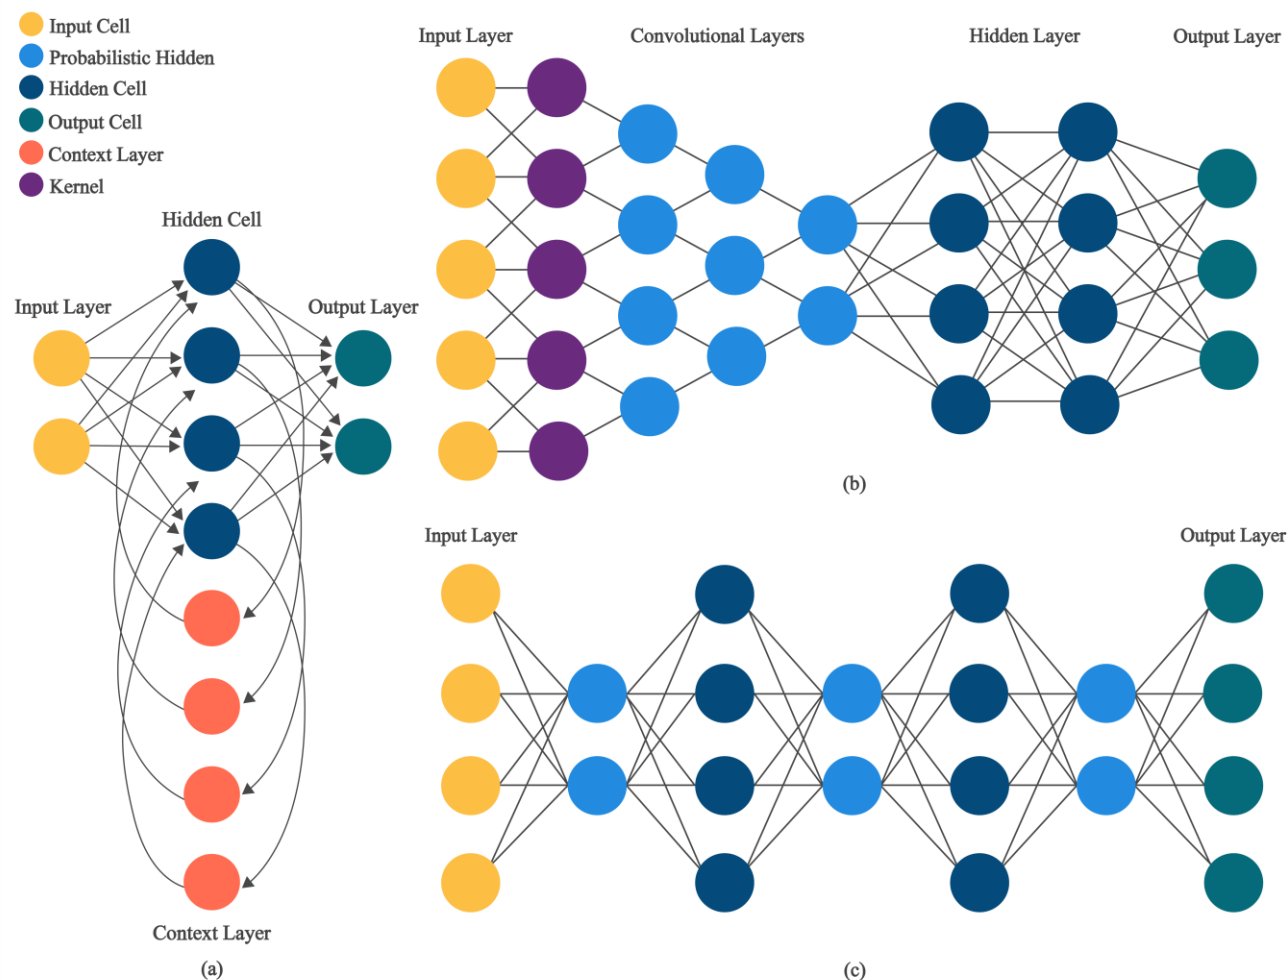 Input Cell
Probabilistic Hidden
Hidden Cell
Output Cell
Context Layer
Kernel
Hidden Cell
Input Layer
Output Layer
Context Layer
(a)
Input Layer
Convolutional Layers
Hidden Layer
Output Layer
(b)
Input Layer
Output Layer
(c)